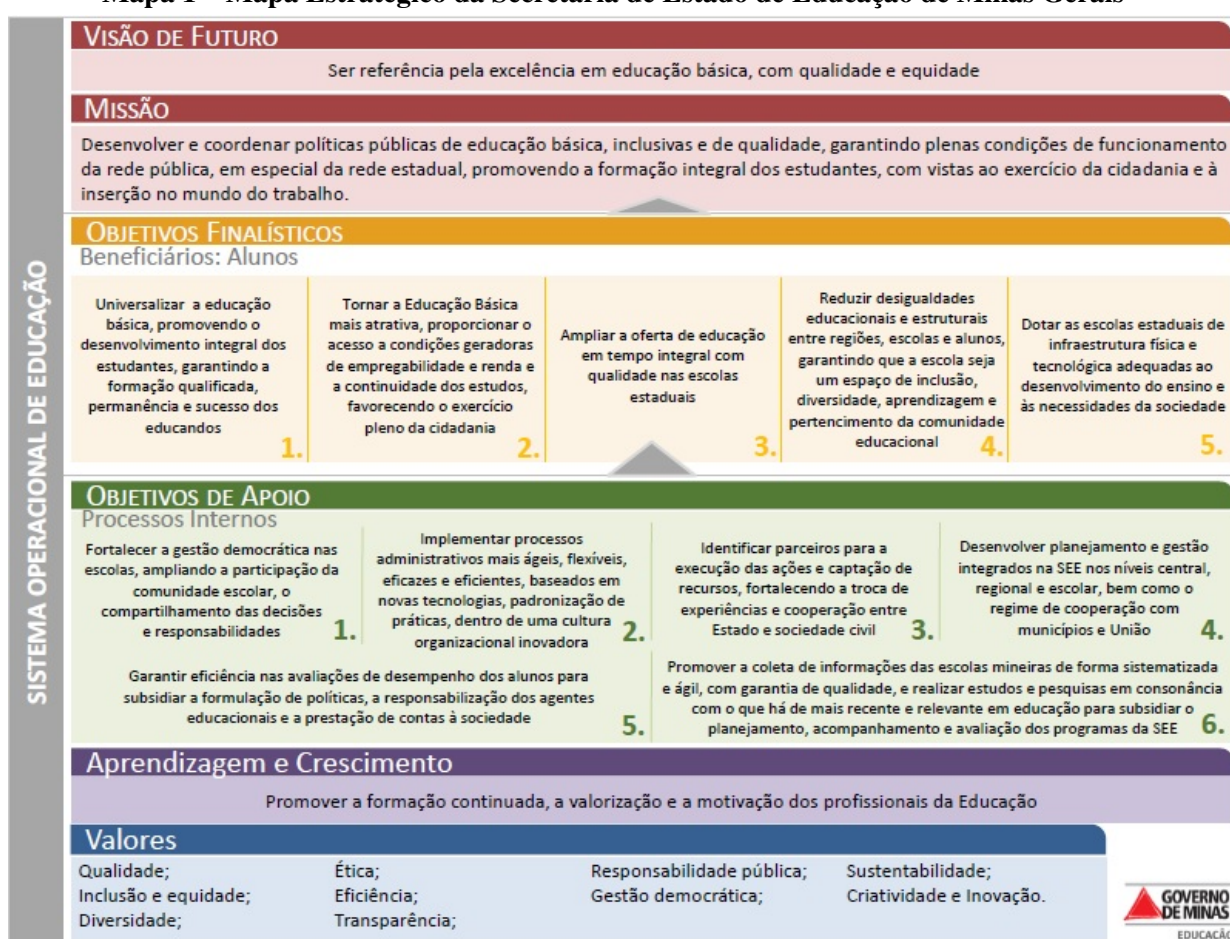 Mapa 1 – Mapa Estratégico da Secretaria de Estado de Educação de Minas Gerais
SISTEMA OPERACIONAL DE EDUCAÇÃO
VISÃO DE FUTURO
Ser referência pela excelência em educação básica, com qualidade e equidade
MISSÃO
Desenvolver e coordenar políticas públicas de educação básica, inclusivas e de qualidade, garantindo plenas condições de funcionamento
da rede pública, em especial da rede estadual, promovendo a formação integral dos estudantes, com vistas ao exercício da cidadania e à
inserção no mundo do trabalho.
OBJETIVOS FINALÍSTICOS
Beneficiários: Alunos
Universalizar a educação
básica, promovendo o
desenvolvimento integral dos
estudantes, garantindo a
formação qualificada,
permanência e sucesso dos
educandos
1.
Tornar a Educação Básica
mais atrativa, proporcionar o
acesso a condições geradoras
de empregabilidade e renda e
a continuidade dos estudos,
favorecendo o exercício
pleno da cidadania
2.
Ampliar a oferta de educação
em tempo integral com
qualidade nas escolas
estaduais
3.
Reduzir desigualdades
educacionais e estruturais
entre regiões, escolas e alunos,
garantindo que a escola seja
um espaço de inclusão,
diversidade, aprendizagem e
pertencimento da comunidade
educacional
4.
Dotar as escolas estaduais de
infraestrutura física e
tecnológica adequadas ao
desenvolvimento do ensino e
às necessidades da sociedade
5.
OBJETIVOS DE APOIO
Processos Internos
Fortalecer a gestão democrática nas
escolas, ampliando a participação da
comunidade escolar, o
compartilhamento das decisões
e responsabilidades
1.
Implementar processos
administrativos mais ágeis, flexíveis,
eficazes e eficientes, baseados em
novas tecnologias, padronização de
práticas, dentro de uma cultura
organizacional inovadora
2.
Identificar parceiros para a
execução das ações e captação de
recursos, fortalecendo a troca de
experiências e cooperação entre
Estado e sociedade civil
3.
Desenvolver planejamento e gestão
integrados na SEE nos níveis central,
regional e escolar, bem como o
regime de cooperação com
municípios e União
4.
Garantir eficiência nas avaliações de desempenho dos alunos para
subsidiar a formulação de políticas, a responsabilização dos agentes
educacionais e a prestação de contas à sociedade
5.
Promover a coleta de informações das escolas mineiras de forma sistematizada
e ágil, com garantia de qualidade, e realizar estudos e pesquisas em consonância
com o que há de mais recente e relevante em educação para subsidiar o
planejamento, acompanhamento e avaliação dos programas da SEE
6.
Aprendizagem e Crescimento
Promover a formação continuada, a valorização e a motivação dos profissionais da Educação
Valores
Qualidade;
Inclusão e equidade;
Diversidade;
Ética;
Eficiência;
Transparência;
Responsabilidade pública;
Gestão democrática;
Sustentabilidade;
Criatividade e Inovação.
GOVERNO
DE MINAS
EDUCAÇÃO